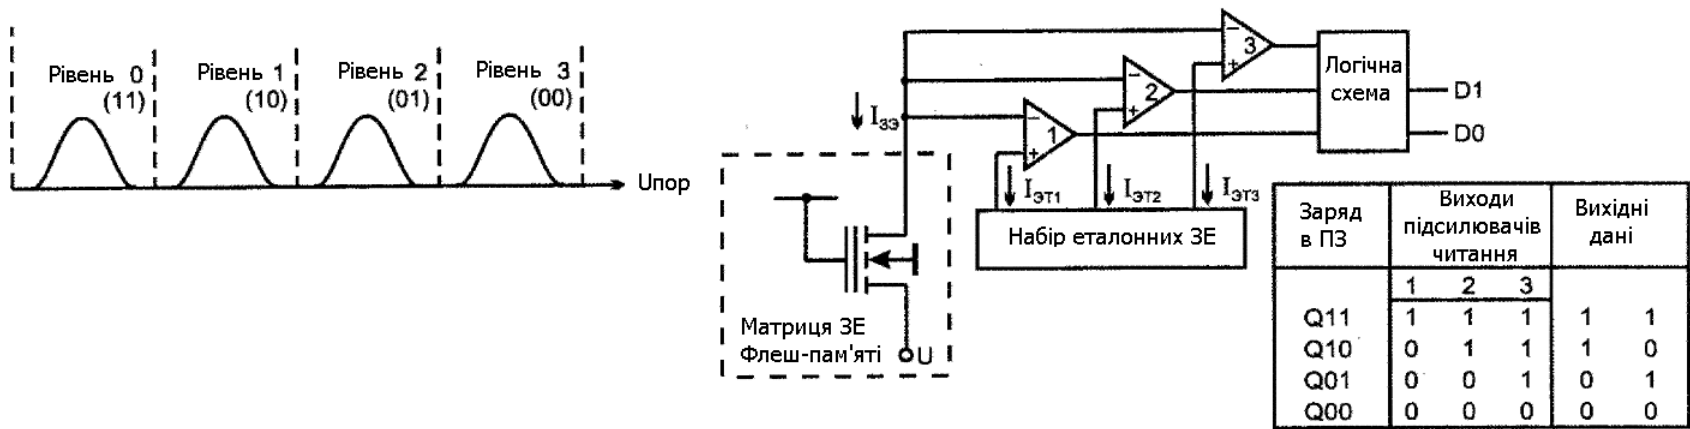 Рівень 0
(11)
Рівень 1
(10)
Рівень 2
(01)
Рівень 3
(00)
Uпор
Iзэ
− + 1
− + 2
− + 3
Iэт1
Iэт2
Iэт3
Набір еталонних ЗЕ
Логічна
схема
D1
D0
Матриця ЗЕ
Флеш-пам'яті
U
Заряд
в ПЗ
Виходи
підсилювачів
читання
Вихідні
дані
1 2 3
Q11 1 1 1 1 1
Q10 0 1 1 1 0
Q01 0 0 1 0 1
Q00 0 0 0 0 0